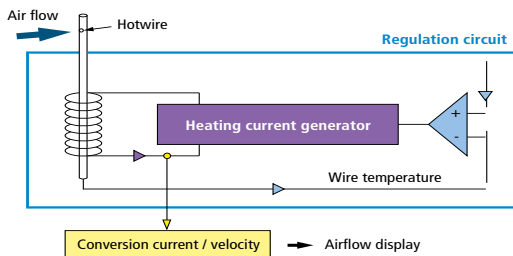 Air flow
Hotwire
Regulation circuit
Heating current generator
+
-
Wire temperature
Conversion current / velocity
Airflow display